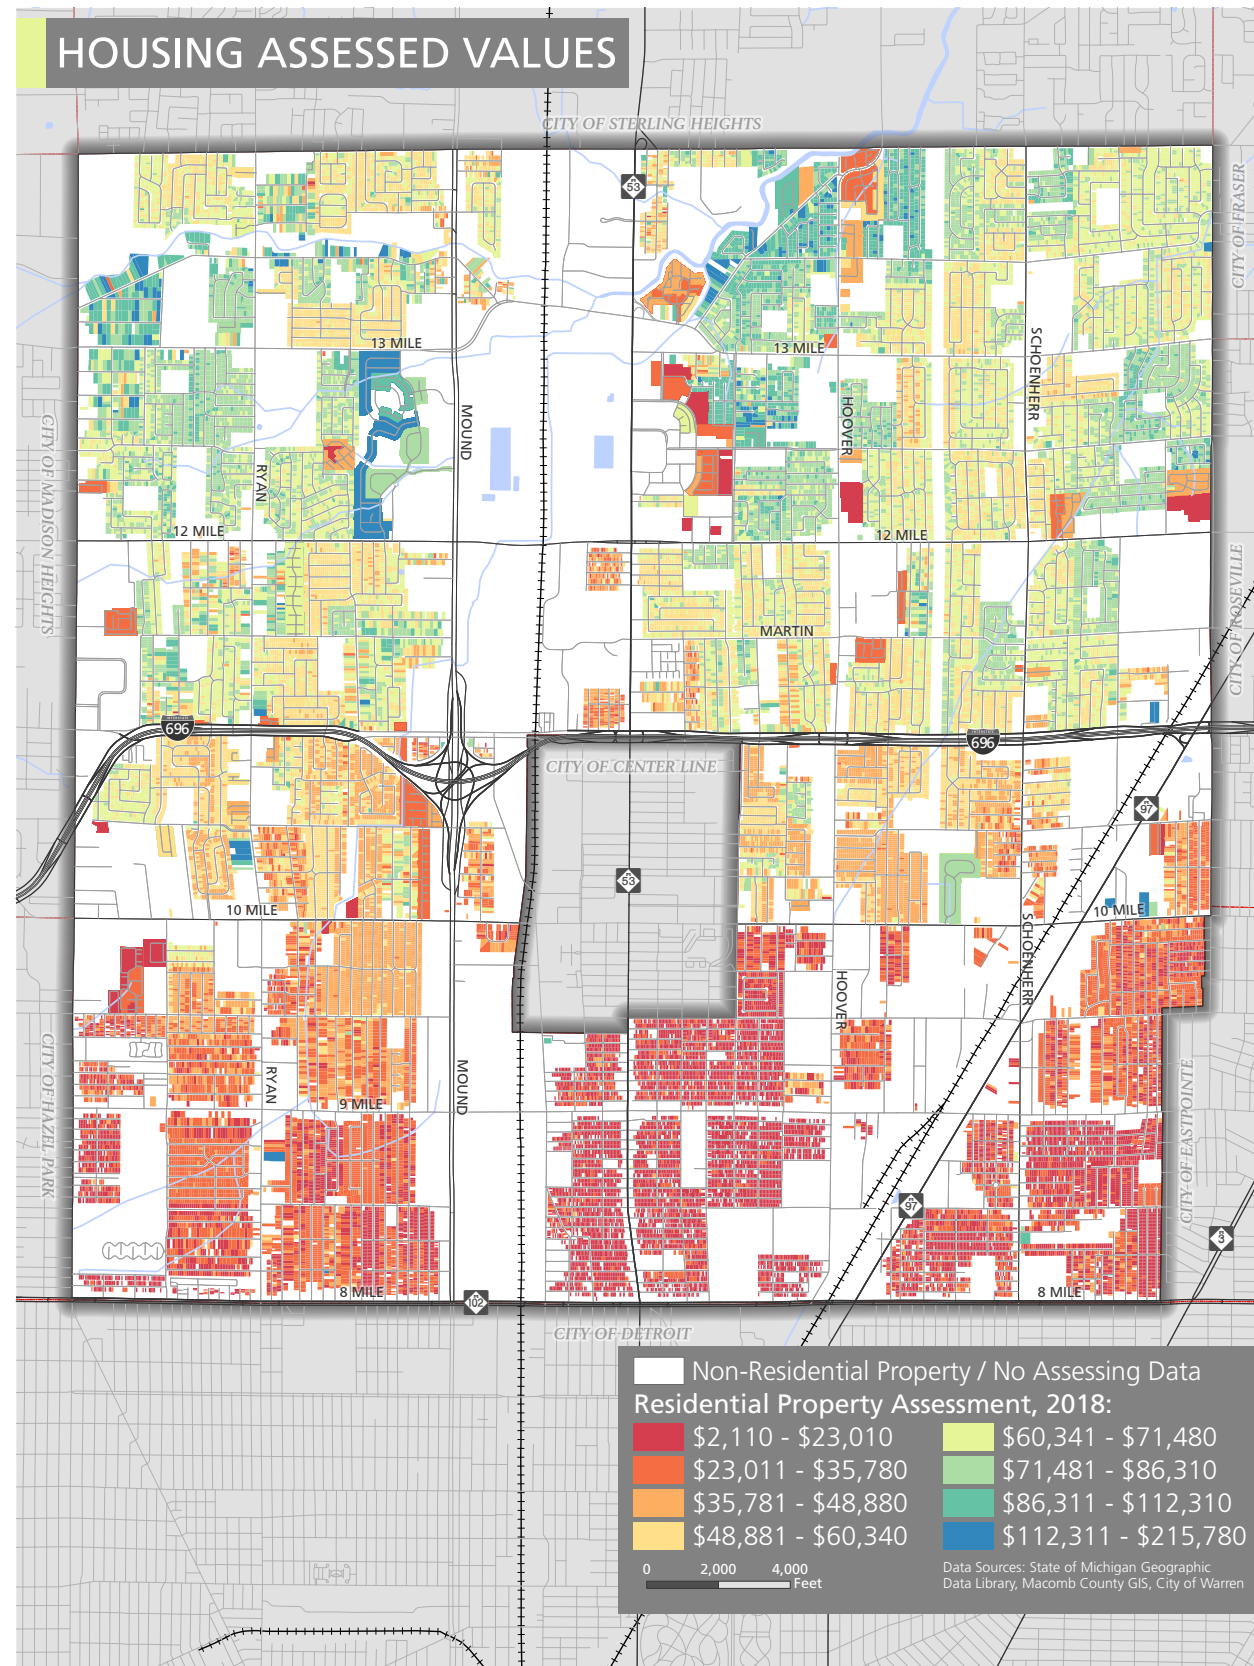 HOUSING ASSESSED VALUES
CITY OF STERLING HEIGHTS
53
CITY OF FRASER
13 MILE
13 MILE
SCHOENHERR
MOUND
HOOVER
CITY OF MADISON HEIGHTS
RYAN
12 MILE
12 MILE
CITY OF ROSEVILLE
MARTIN
INTERSTATE
696
INTERSTATE
696
CITY OF CENTER LINE
97
53
10 MILE
10 MILE
SCHOENHERR
HOOVER
CITY OF HAZEL PARK
RYAN
MOUND
9 MILE
CITY OF EASTPOINTE
97
3
8 MILE
8 MILE
102
CITY OF DETROIT
Non-Residential Property / No Assessing Data
Residential Property Assessment, 2018:
$2,110 - $23,010
$60,341 - $71,480
$23,011 - $35,780
$71,481 - $86,310
$35,781 - $48,880
$86,311 - $112,310
$48,881 - $60,340
$112,311 - $215,780
0 2,000 4,000
Feet
Data Sources: State of Michigan Geographic
Data Library, Macomb County GIS, City of Warren